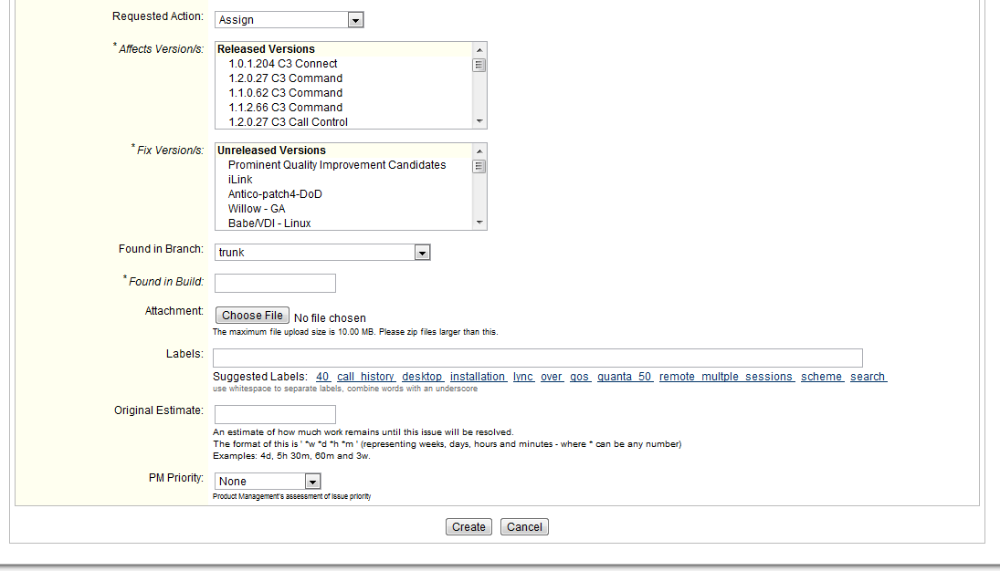 Requested Action: Assign
* Affects Version/s: Released Versions
1.0.1.204 C3 Connect
1.2.0.27 C3 Command
1.1.0.62 C3 Command
1.1.2.66 C3 Command
1.2.0.27 C3 Call Control
* Fix Version/s: Unreleased Versions
Prominent Quality Improvement Candidates
iLink
Antico-patch4-DoD
Willow - GA
Babe/VDI - Linux
Found in Branch: trunk
* Found in Build:
Attachment: Choose File No file chosen
The maximum file upload size is 10.00 MB. Please zip files larger than this.
Labels:
Suggested Labels: 40 call_history desktop installation lync over qos quanta_50 remote_multple_sessions scheme search
use whitespace to separate labels, combine words with an underscore
Original Estimate:
An estimate of how much work remains until this issue will be resolved.
The format of this is ' *w *d *h *m ' (representing weeks, days, hours and minutes - where * can be any number)
Examples: 4d, 5h 30m, 60m and 3w.
PM Priority: None
Product Management's assessment of issue priority
Create Cancel